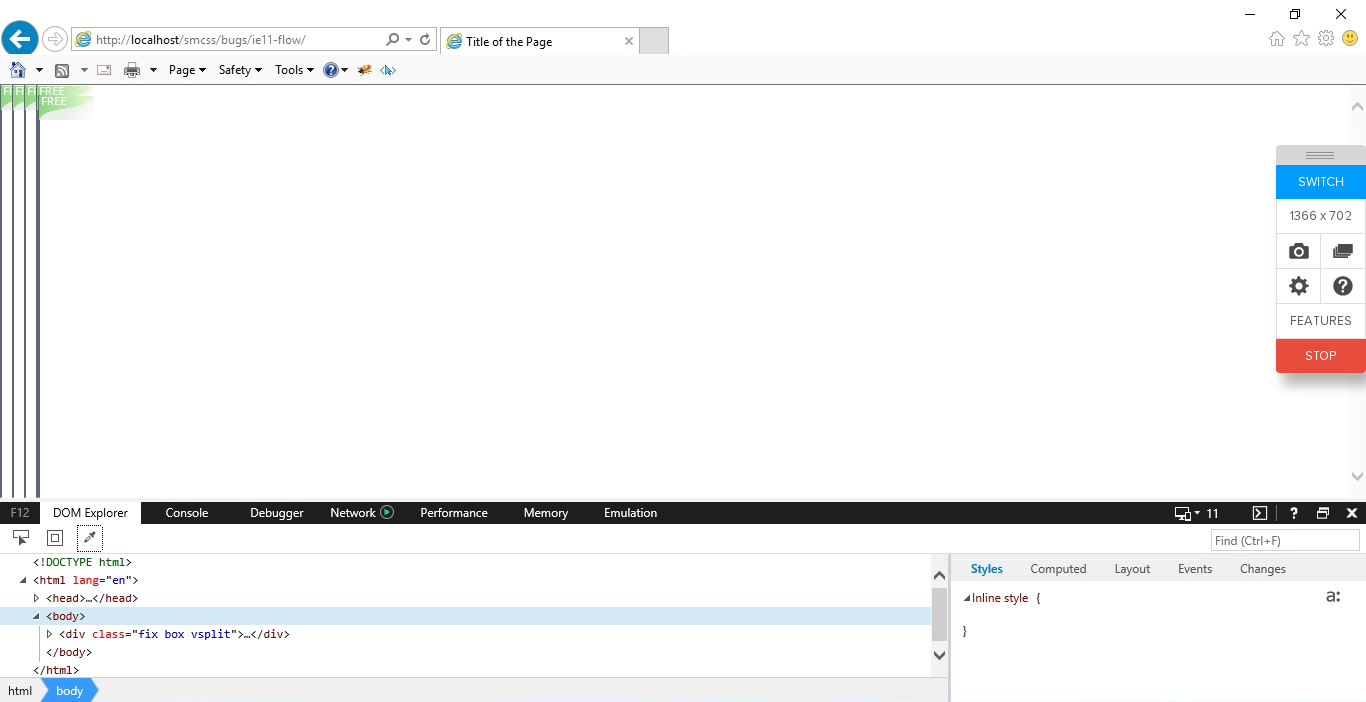 http://localhost/smcss/bugs/ie11-flow/
Title of the Page
Page
Safety
Tools
FREE
FREE
SWITCH
1366 x 702
FEATURES
STOP
F12
DOM Explorer
Console
Debugger
Network
Performance
Memory
Emulation
11
Find (Ctrl+F)
<!DOCTYPE html>
<html lang="en">
<head>…</head>
<body>
<div class="fix box vsplit">…</div>
</body>
</html>
html
body
Styles
Computed
Layout
Events
Changes
Inline style {
a:
}